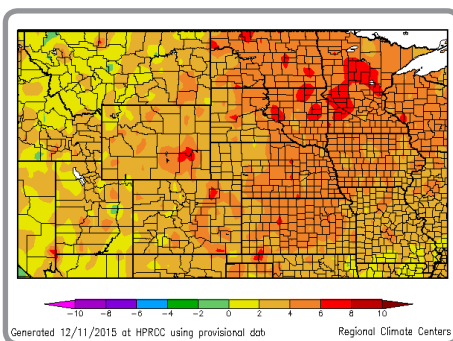 -10 -8 -6 -4 -2 0 2 4 6 8 10
Generated 12/11/2015 at HPRCC using provisional data
Regional Climate Centers